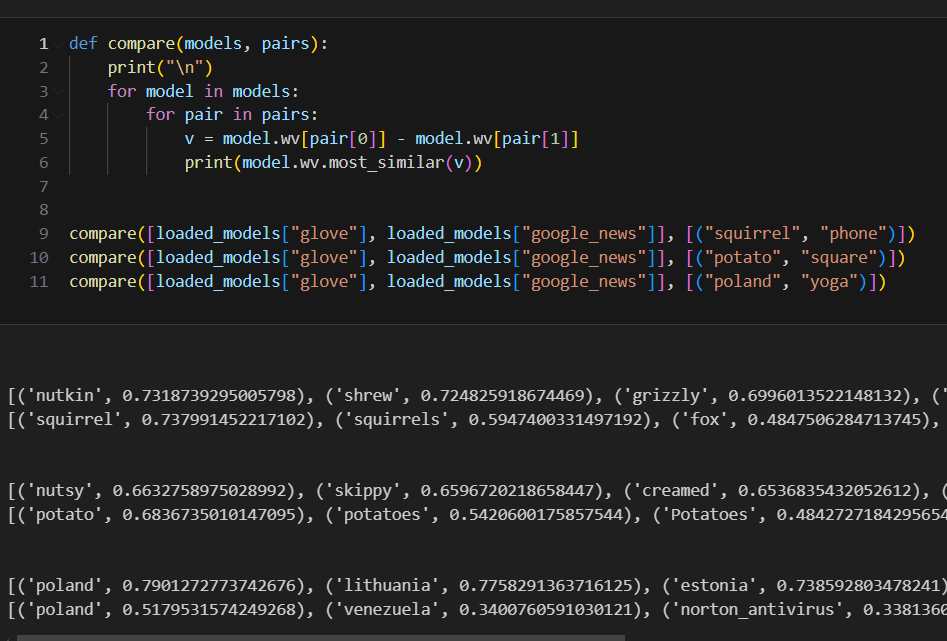 1 def compare(models, pairs):
2 print("\n")
3 for model in models:
4 for pair in pairs:
5 v = model.wv[pair[0]] - model.wv[pair[1]]
6 print(model.wv.most_similar(v))
7
8
9 compare([loaded_models["glove"], loaded_models["google_news"]], [("squirrel", "phone")])
10 compare([loaded_models["glove"], loaded_models["google_news"]], [("potato", "square")])
11 compare([loaded_models["glove"], loaded_models["google_news"]], [("poland", "yoga")])
[('nutkin', 0.7318739295005798), ('shrew', 0.724825918674469), ('grizzly', 0.6996013522148132), ('
[('squirrel', 0.737991452217102), ('squirrels', 0.5947400331497192), ('fox', 0.4847506284713745),
[('nutsy', 0.6632758975028992), ('skippy', 0.6596720218658447), ('creamed', 0.6536835432052612), (
[('potato', 0.6836735010147095), ('potatoes', 0.5420600175857544), ('Potatoes', 0.4842727184295654
[('poland', 0.7901272773742676), ('lithuania', 0.7758291363716125), ('estonia', 0.738592803478241)
[('poland', 0.5179531574249268), ('venezuela', 0.3400760591030121), ('norton_antivirus', 0.3381360